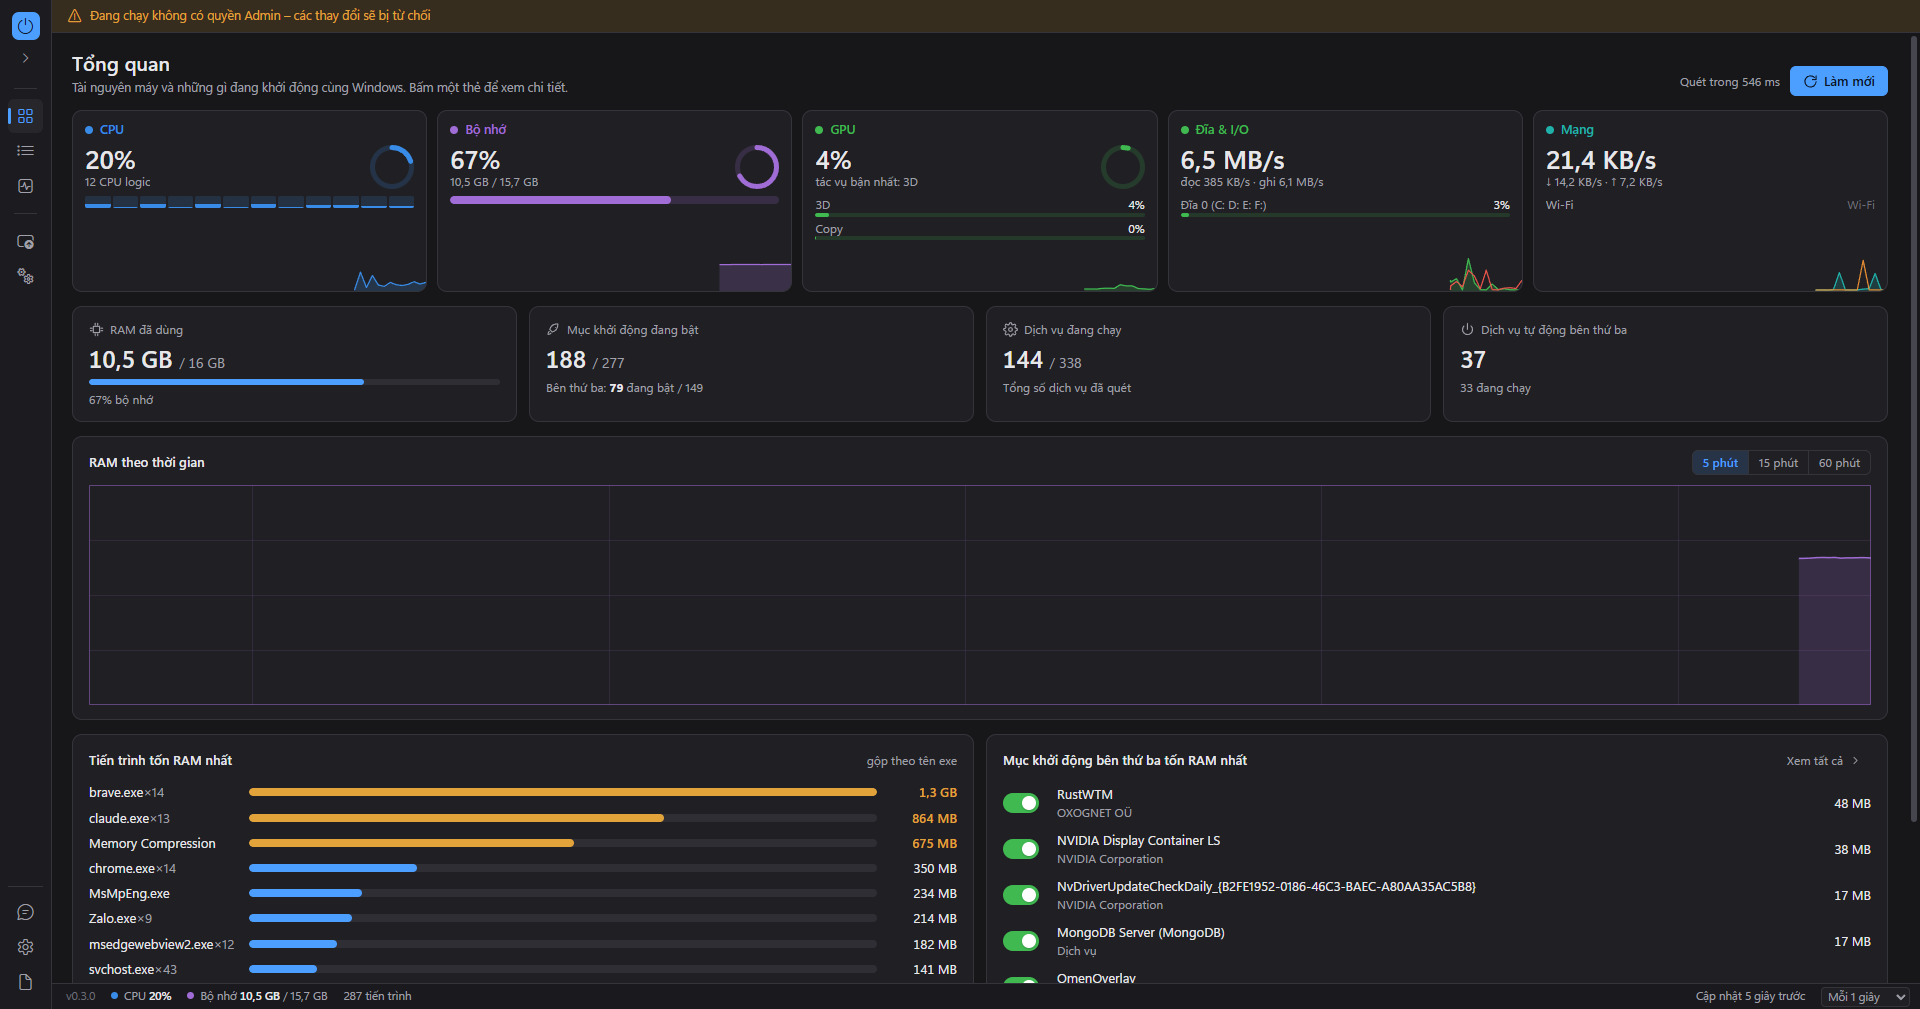 Đang chạy không có quyền Admin – các thay đổi sẽ bị từ chối
Tổng quan
Tài nguyên máy và những gì đang khởi động cùng Windows. Bấm một thẻ để xem chi tiết.
Quét trong 546 ms
Làm mới
CPU
20%
12 CPU logic
Bộ nhớ
67%
10,5 GB / 15,7 GB
GPU
4%
tác vụ bận nhất: 3D
3D 4%
Copy 0%
Đĩa & I/O
6,5 MB/s
đọc 385 KB/s · ghi 6,1 MB/s
Đĩa 0 (C: D: E: F:) 3%
Mạng
21,4 KB/s
↓ 14,2 KB/s · ↑ 7,2 KB/s
Wi-Fi Wi-Fi
RAM đã dùng
10,5 GB / 16 GB
67% bộ nhớ
Mục khởi động đang bật
188 / 277
Bên thứ ba: 79 đang bật / 149
Dịch vụ đang chạy
144 / 338
Tổng số dịch vụ đã quét
Dịch vụ tự động bên thứ ba
37
33 đang chạy
RAM theo thời gian
5 phút 15 phút 60 phút
Tiến trình tốn RAM nhất
gộp theo tên exe
brave.exe×14 1,3 GB
claude.exe×13 864 MB
Memory Compression 675 MB
chrome.exe×14 350 MB
MsMpEng.exe 234 MB
Zalo.exe×9 214 MB
msedgewebview2.exe×12 182 MB
svchost.exe×43 141 MB
Mục khởi động bên thứ ba tốn RAM nhất
Xem tất cả
RustWTM
OXOGNET OÜ
48 MB
NVIDIA Display Container LS
NVIDIA Corporation
38 MB
NvDriverUpdateCheckDaily_{B2FE1952-0186-46C3-BAEC-A80AA35AC5B8}
NVIDIA Corporation
17 MB
MongoDB Server (MongoDB)
Dịch vụ
17 MB
OmenOverlay
v0.3.0 CPU 20% Bộ nhớ 10,5 GB / 15,7 GB 287 tiến trình
Cập nhật 5 giây trước
Mỗi 1 giây